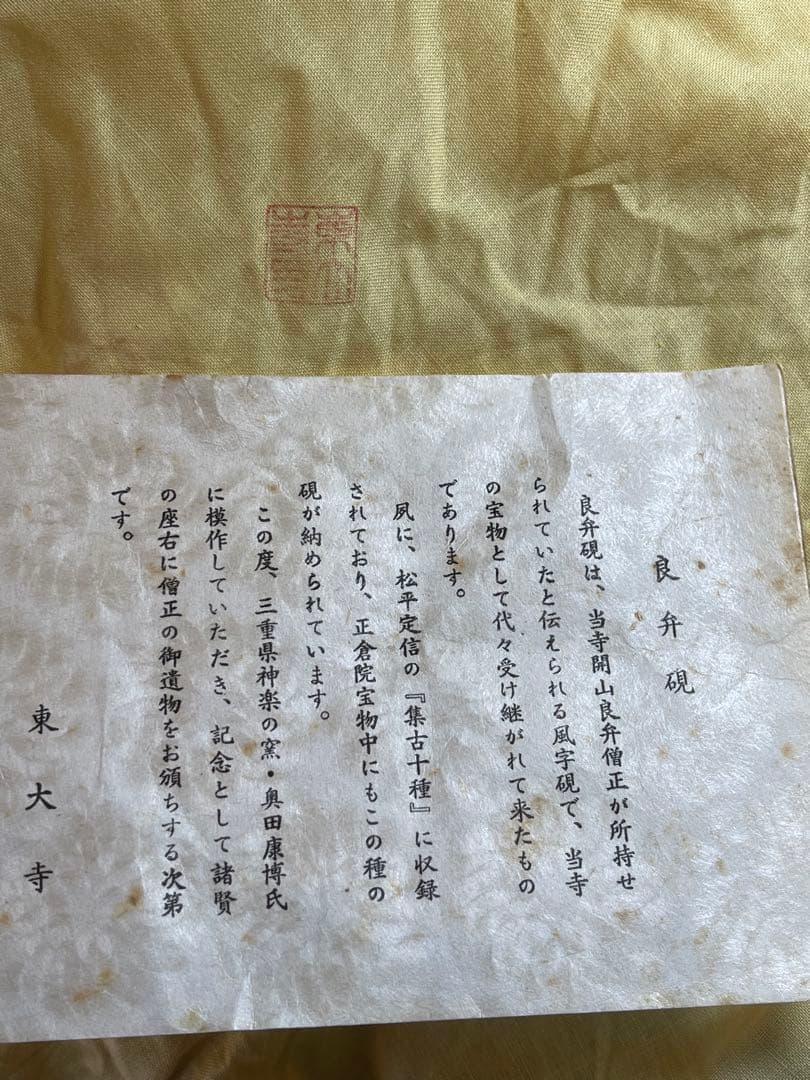 良弁硯
良弁硯は、当寺開山良弁僧正が所持せ
られていたと伝えられる風字硯で、当寺
の宝物として代々受け継がれて来たもの
であります。
夙に、松平定信の『集古十種』に収録
されており、正倉院宝物中にもこの種の
硯が納められています。
この度、三重県神楽の窯・奥田康博氏
に模作していただき、記念として諸賢
の座右に僧正の御遺物をお頒ちする次第
です。
東大寺